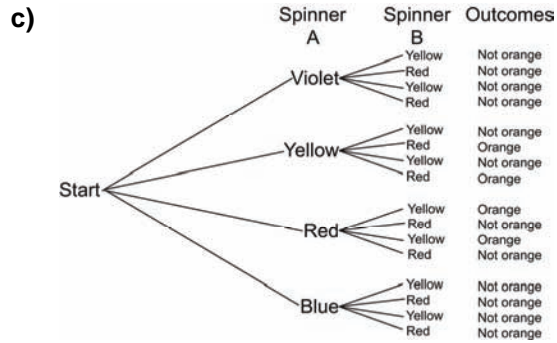 c)
Spinner A Spinner B Outcomes
Start
Violet
Yellow Not orange
Red Not orange
Yellow Not orange
Red Not orange
Yellow
Yellow Not orange
Red Orange
Yellow Not orange
Red Orange
Red
Yellow Orange
Red Not orange
Yellow Orange
Red Not orange
Blue
Yellow Not orange
Red Not orange
Yellow Not orange
Red Not orange